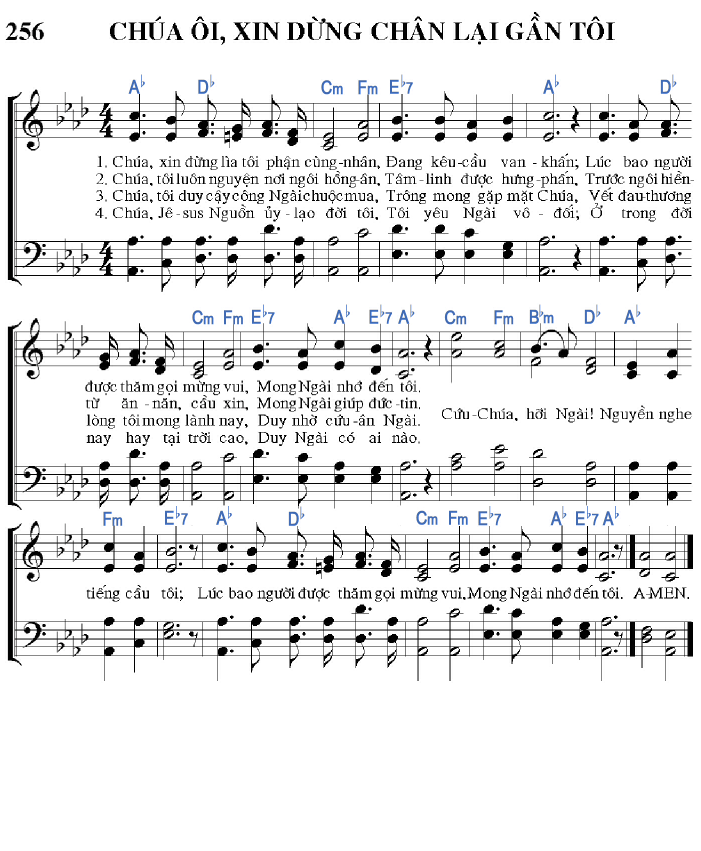 256 CHÚA ÔI, XIN DỪNG CHÂN LẠI GẦN TÔI
A♭ D♭ Cm Fm E♭7 A♭ D♭
1. Chúa, xin đừng lìa tôi phận cùng-nhân, Đang kêu-cầu van-khẩn; Lúc bao người
2. Chúa, tôi luôn nguyện nơi ngôi hồng-ân, Tâm-linh được hưng-phấn, Trước ngôi hiển-
3. Chúa, tôi duy cậy công Ngài chuộc mua, Trông mong gặp mặt Chúa, Vết đau-thương
4. Chúa, Jê-sus Nguồn ủy-lạo đời tôi, Tôi yêu Ngài vô-đối; Ở trong đời
Cm Fm E♭7 A♭ E♭7 A♭ Cm Fm B♭m D♭ A♭
được thăm gọi mừng vui, Mong Ngài nhớ đến tôi.
từ ăn-năn, cầu xin, Mong Ngài giúp đức-tin.
lòng tôi mong lành nay, Duy nhờ cứu-ân Ngài.
nay hay tại trời cao, Duy Ngài có ai nào.
Cứu-Chúa, hỡi Ngài! Nguyền nghe
Fm E♭7 A♭ D♭ Cm Fm E♭7 A♭ E♭7 A♭
tiếng cầu tôi; Lúc bao người được thăm gọi mừng vui, Mong Ngài nhớ đến tôi. A-MEN.